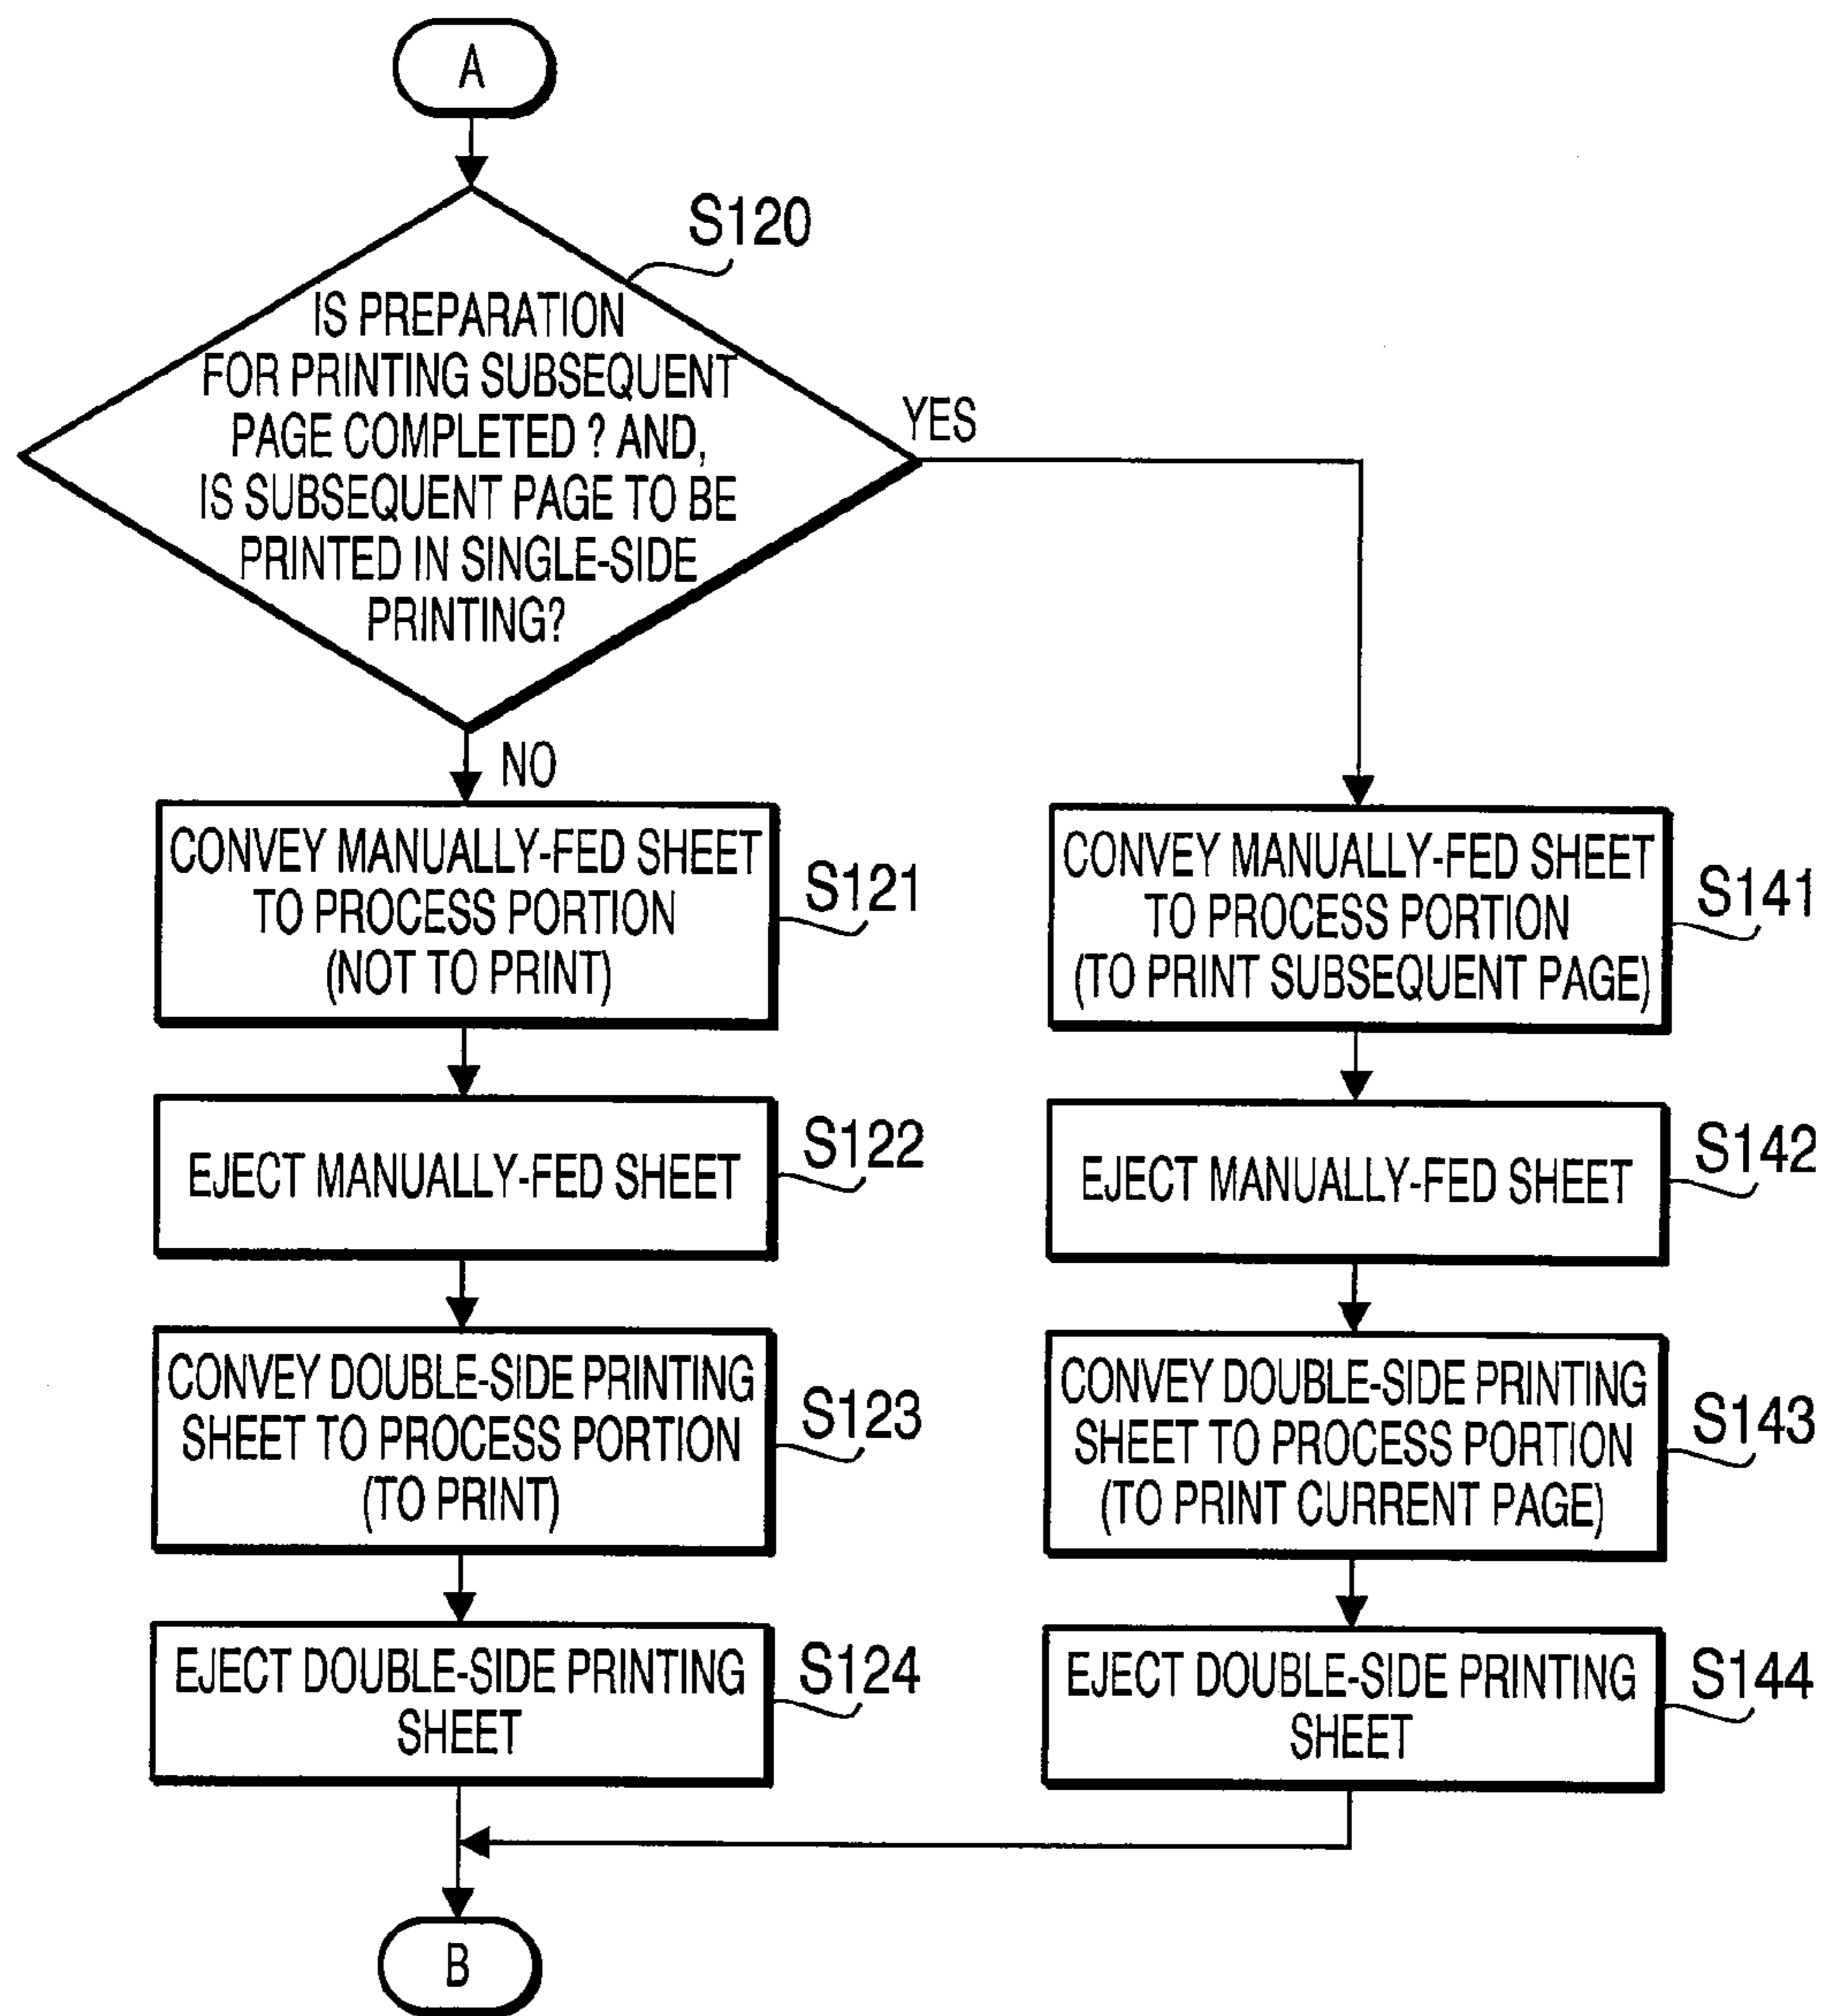 A
S120
IS PREPARATION
FOR PRINTING SUBSEQUENT
PAGE COMPLETED ? AND,
IS SUBSEQUENT PAGE TO BE
PRINTED IN SINGLE-SIDE
PRINTING?
YES
NO
CONVEY MANUALLY-FED SHEET
TO PROCESS PORTION
(NOT TO PRINT)
S121
EJECT MANUALLY-FED SHEET
S122
CONVEY DOUBLE-SIDE PRINTING
SHEET TO PROCESS PORTION
(TO PRINT)
S123
EJECT DOUBLE-SIDE PRINTING
SHEET
S124
CONVEY MANUALLY-FED SHEET
TO PROCESS PORTION
(TO PRINT SUBSEQUENT PAGE)
S141
EJECT MANUALLY-FED SHEET
S142
CONVEY DOUBLE-SIDE PRINTING
SHEET TO PROCESS PORTION
(TO PRINT CURRENT PAGE)
S143
EJECT DOUBLE-SIDE PRINTING
SHEET
S144
B